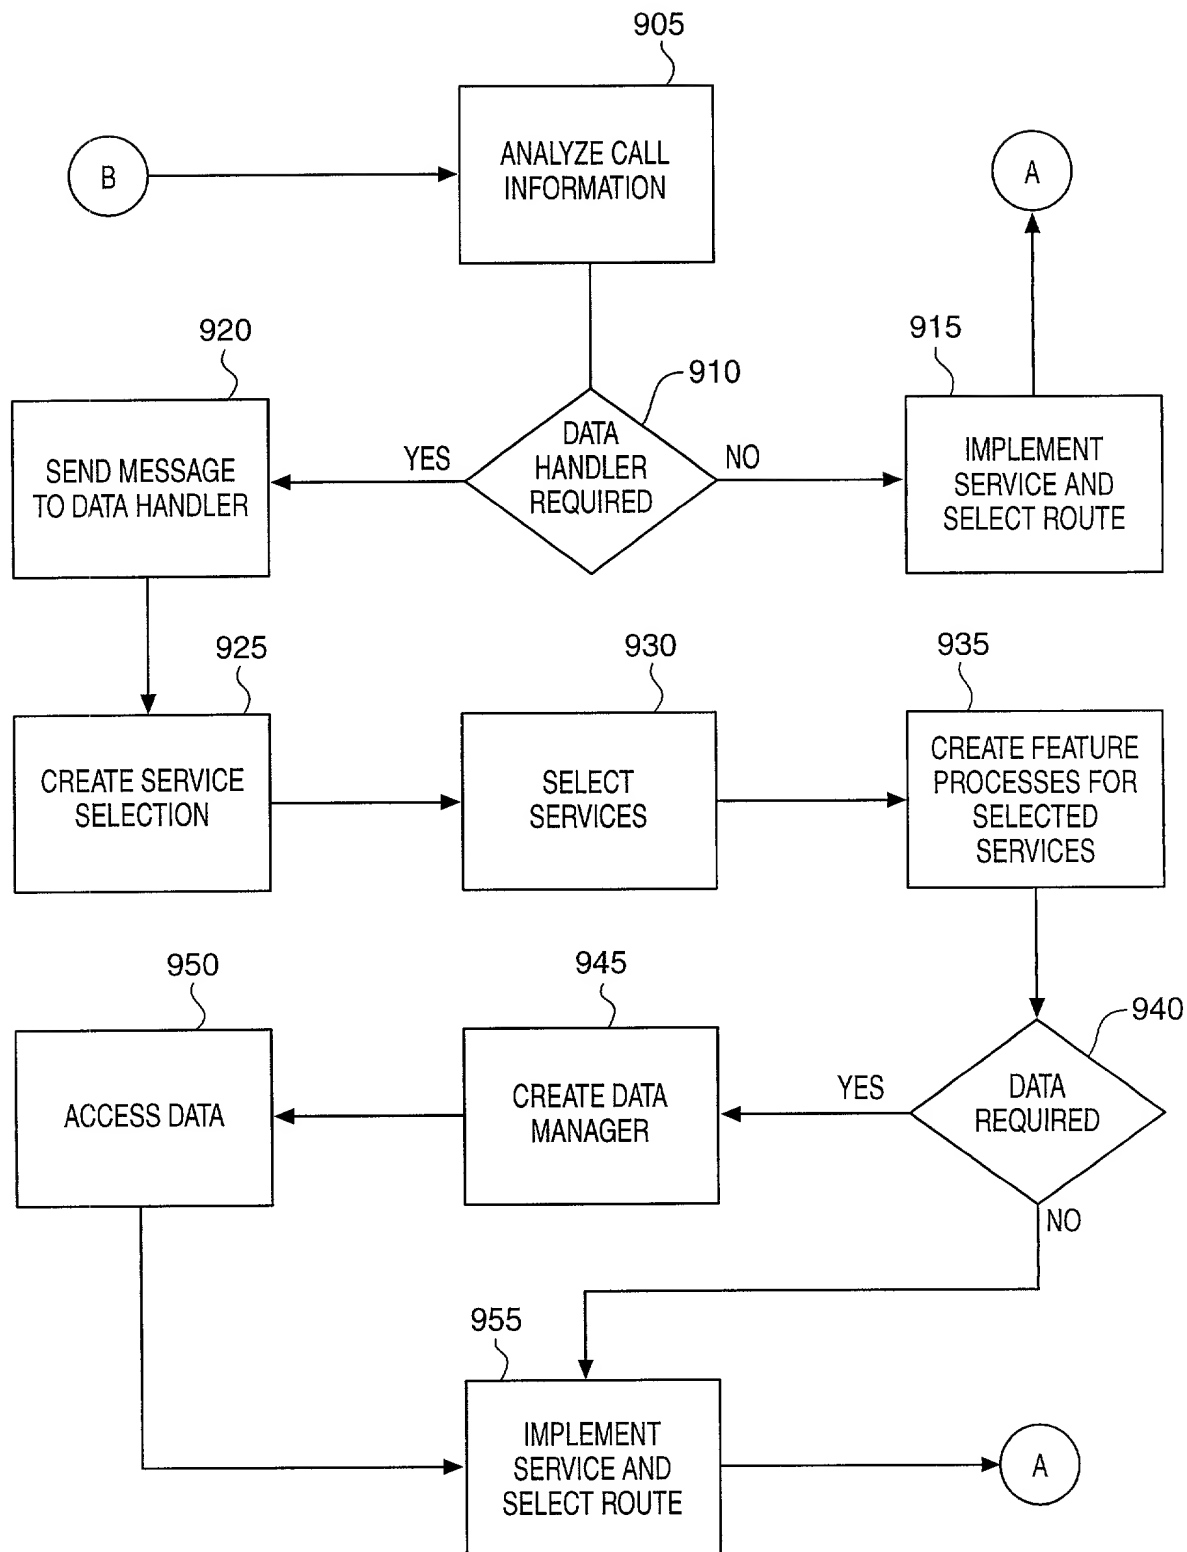 905
B
ANALYZE CALL
INFORMATION
A
920
915
910
SEND MESSAGE
TO DATA HANDLER
YES
DATA
HANDLER
REQUIRED
NO
IMPLEMENT
SERVICE AND
SELECT ROUTE
925
930
935
CREATE SERVICE
SELECTION
SELECT
SERVICES
CREATE FEATURE
PROCESSES FOR
SELECTED
SERVICES
950
945
940
ACCESS DATA
CREATE DATA
MANAGER
YES
DATA
REQUIRED
NO
955
IMPLEMENT
SERVICE AND
SELECT ROUTE
A